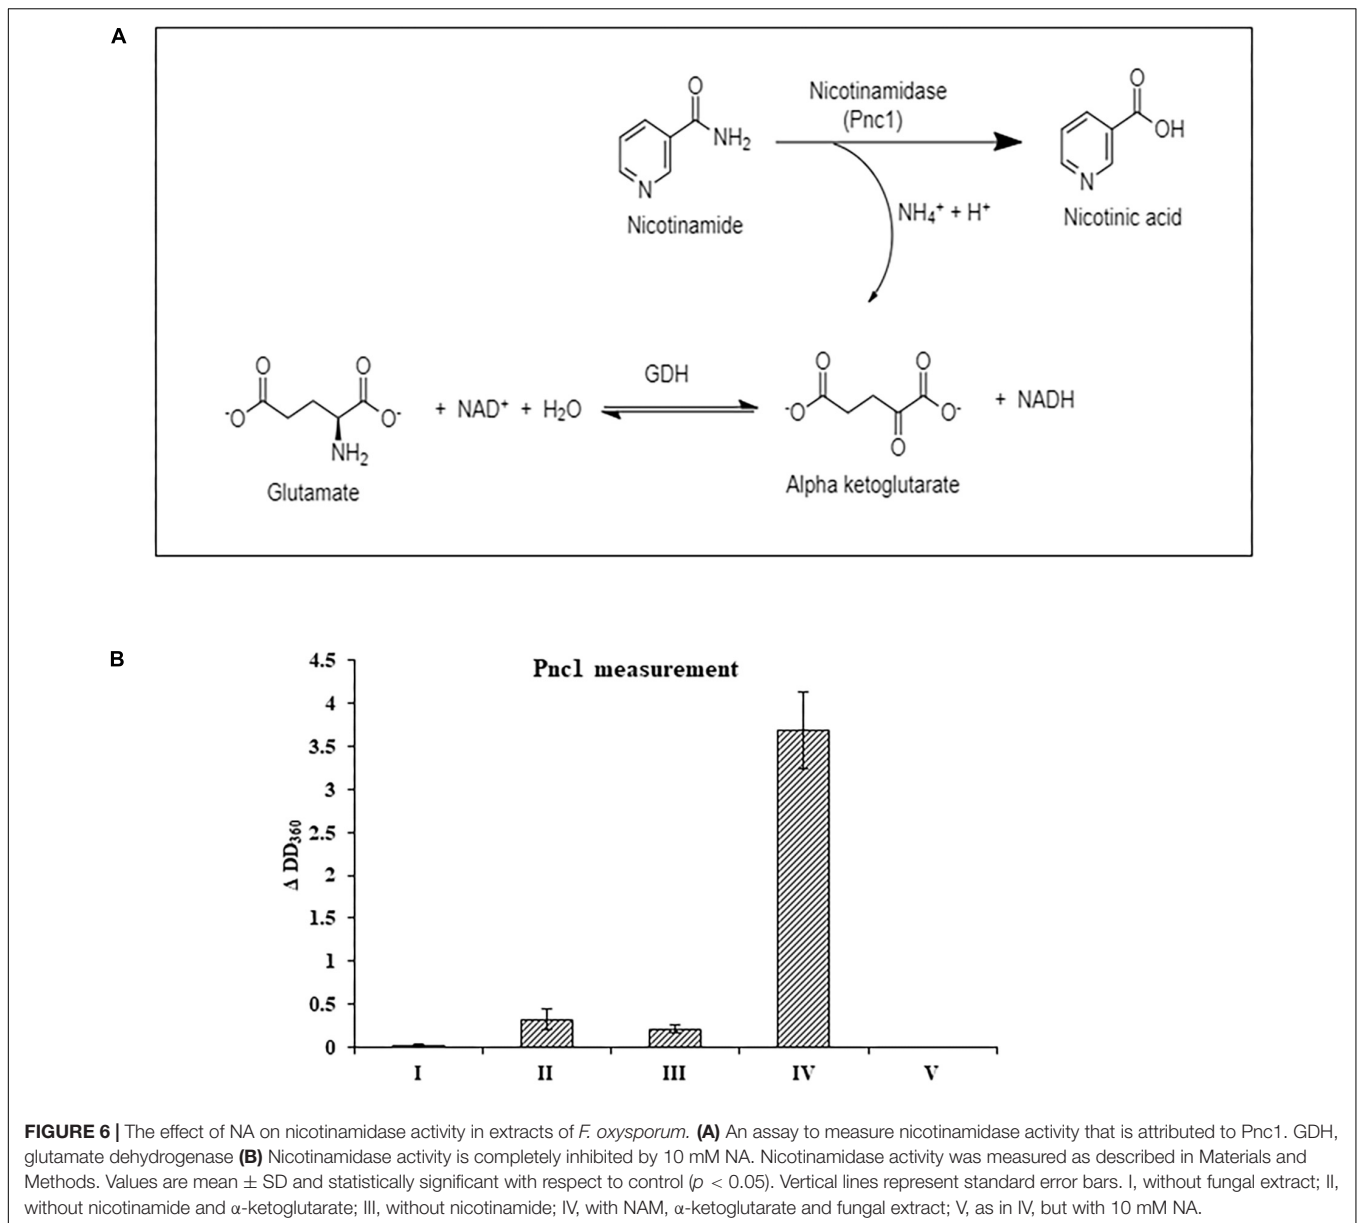 A
O
NH₂
N
Nicotinamide
Nicotinamidase
(Pnc1)
NH₄⁺ + H⁺
O
OH
N
Nicotinic acid
O O
⁻O O⁻
NH₂
Glutamate
+ NAD⁺ + H₂O
GDH
O O
⁻O O⁻
O
Alpha ketoglutarate
+ NADH
B
Pnc1 measurement
Δ DD₃₆₀
4.5
4
3.5
3
2.5
2
1.5
1
0.5
0
I II III IV V
FIGURE 6 | The effect of NA on nicotinamidase activity in extracts of F. oxysporum. (A) An assay to measure nicotinamidase activity that is attributed to Pnc1. GDH,
glutamate dehydrogenase (B) Nicotinamidase activity is completely inhibited by 10 mM NA. Nicotinamidase activity was measured as described in Materials and
Methods. Values are mean ± SD and statistically significant with respect to control (p < 0.05). Vertical lines represent standard error bars. I, without fungal extract; II,
without nicotinamide and α-ketoglutarate; III, without nicotinamide; IV, with NAM, α-ketoglutarate and fungal extract; V, as in IV, but with 10 mM NA.